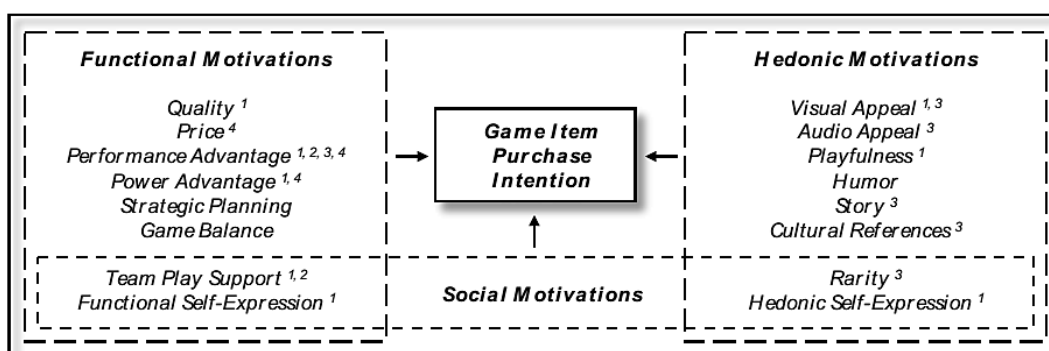 Functional Motivations
Quality 1
Price 4
Performance Advantage 1, 2, 3, 4
Power Advantage 1, 4
Strategic Planning
Game Balance
Team Play Support 1, 2
Functional Self-Expression 1
Game Item
Purchase
Intention
Social Motivations
Hedonic Motivations
Visual Appeal 1, 3
Audio Appeal 3
Playfulness 1
Humor
Story 3
Cultural References 3
Rarity 3
Hedonic Self-Expression 1